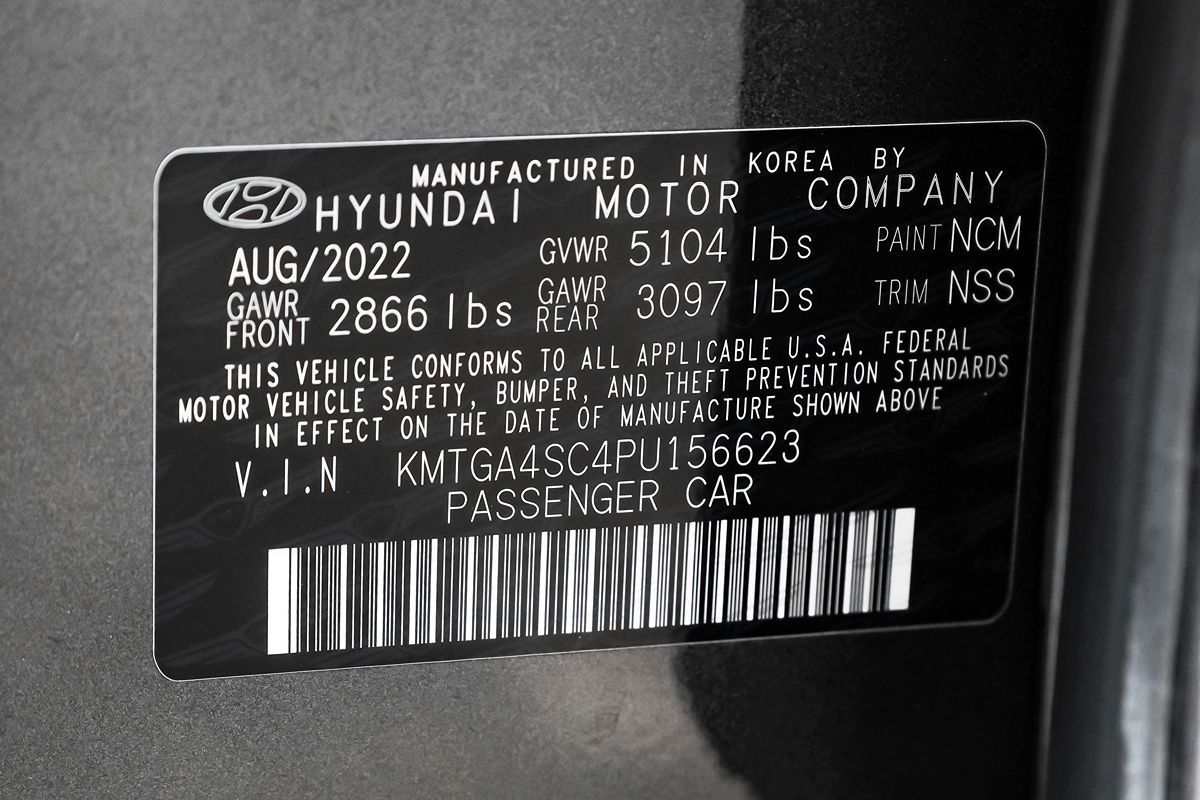 MANUFACTURED IN KOREA BY
HYUNDAI MOTOR COMPANY
AUG/2022 GVWR 5104 lbs PAINT NCM
GAWR FRONT 2866 lbs GAWR REAR 3097 lbs TRIM NSS
THIS VEHICLE CONFORMS TO ALL APPLICABLE U.S.A. FEDERAL
MOTOR VEHICLE SAFETY, BUMPER, AND THEFT PREVENTION STANDARDS
IN EFFECT ON THE DATE OF MANUFACTURE SHOWN ABOVE
V.I.N KMTGA4SC4PU156623
PASSENGER CAR